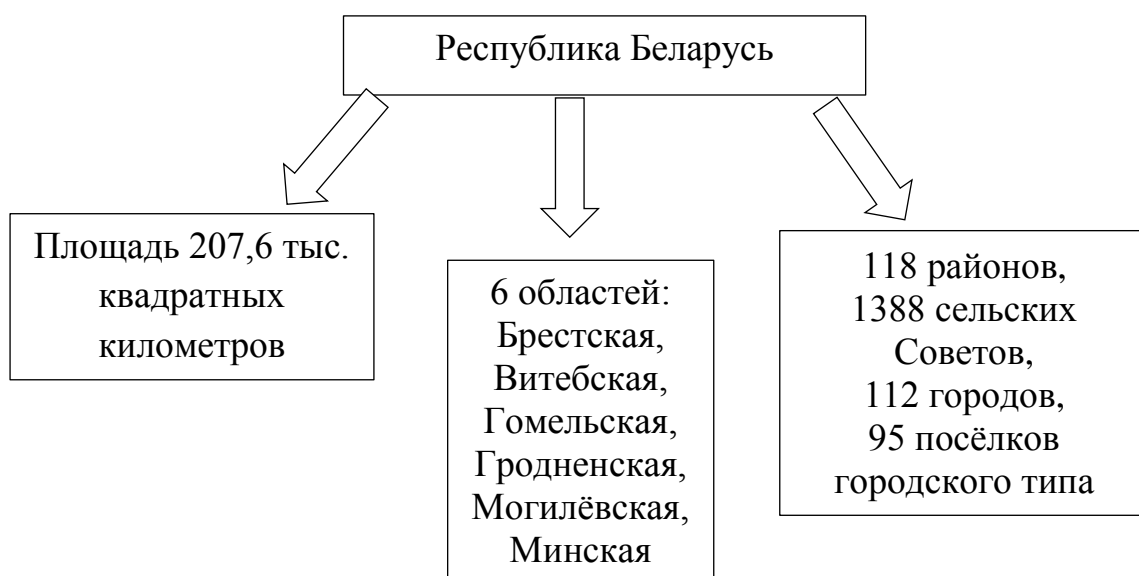 Республика Беларусь
Площадь 207,6 тыс.
квадратных
километров
6 областей:
Брестская,
Витебская,
Гомельская,
Гродненская,
Могилёвская,
Минская
118 районов,
1388 сельских
Советов,
112 городов,
95 посёлков
городского типа